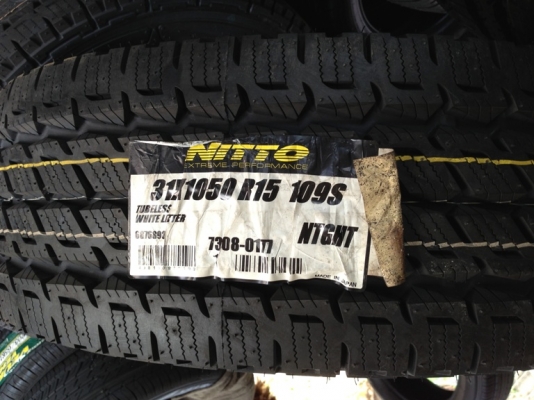 NITTO
EXTREME PERFORMANCE
31X1050 R15 109S
TUBELESS
WHITE LETTER
7308-0177
NTGHT
MADE IN JAPAN